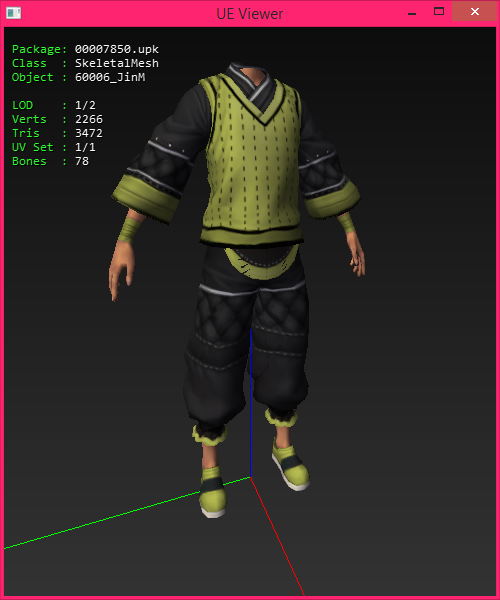 UE Viewer
Package: 00007850.upk
Class  : SkeletalMesh
Object : 60006_JinM
LOD    : 1/2
Verts  : 2266
Tris   : 3472
UV Set : 1/1
Bones  : 78